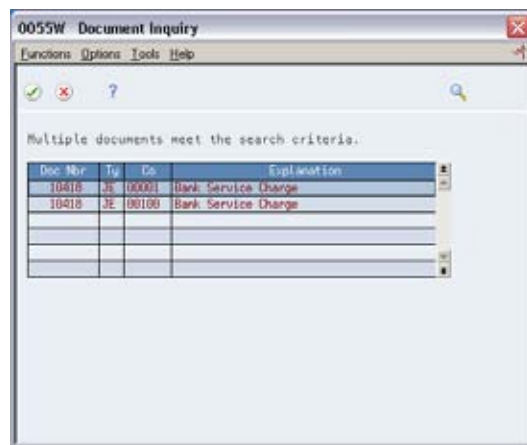 0055W Document Inquiry
Functions Options Tools Help
?
Multiple documents meet the search criteria.
Doc Nbr Ty Co Explanation
10418 JE 00001 Bank Service Charge
10418 JE 00100 Bank Service Charge